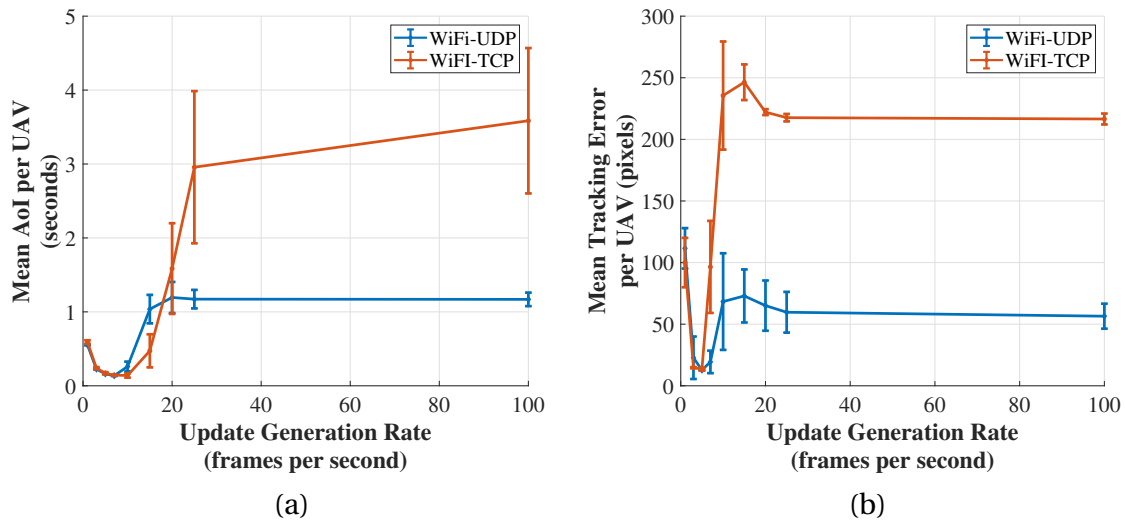 5
4
3
2
1
0
0
20
40
60
80
100
Mean AoI per UAV
(seconds)
Update Generation Rate
(frames per second)
WiFi-UDP
WiFI-TCP
(a)
300
250
200
150
100
50
0
0
20
40
60
80
100
Mean Tracking Error
per UAV (pixels)
Update Generation Rate
(frames per second)
WiFi-UDP
WiFI-TCP
(b)